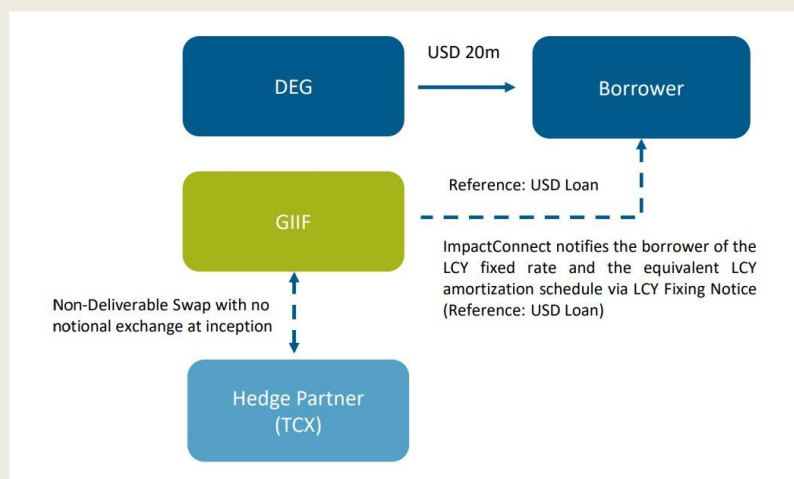 DEG
USD 20m
Borrower
GIIF
Reference: USD Loan
ImpactConnect notifies the borrower of the
LCY fixed rate and the equivalent LCY
amortization schedule via LCY Fixing Notice
(Reference: USD Loan)
Non-Deliverable Swap with no
notional exchange at inception
Hedge Partner
(TCX)